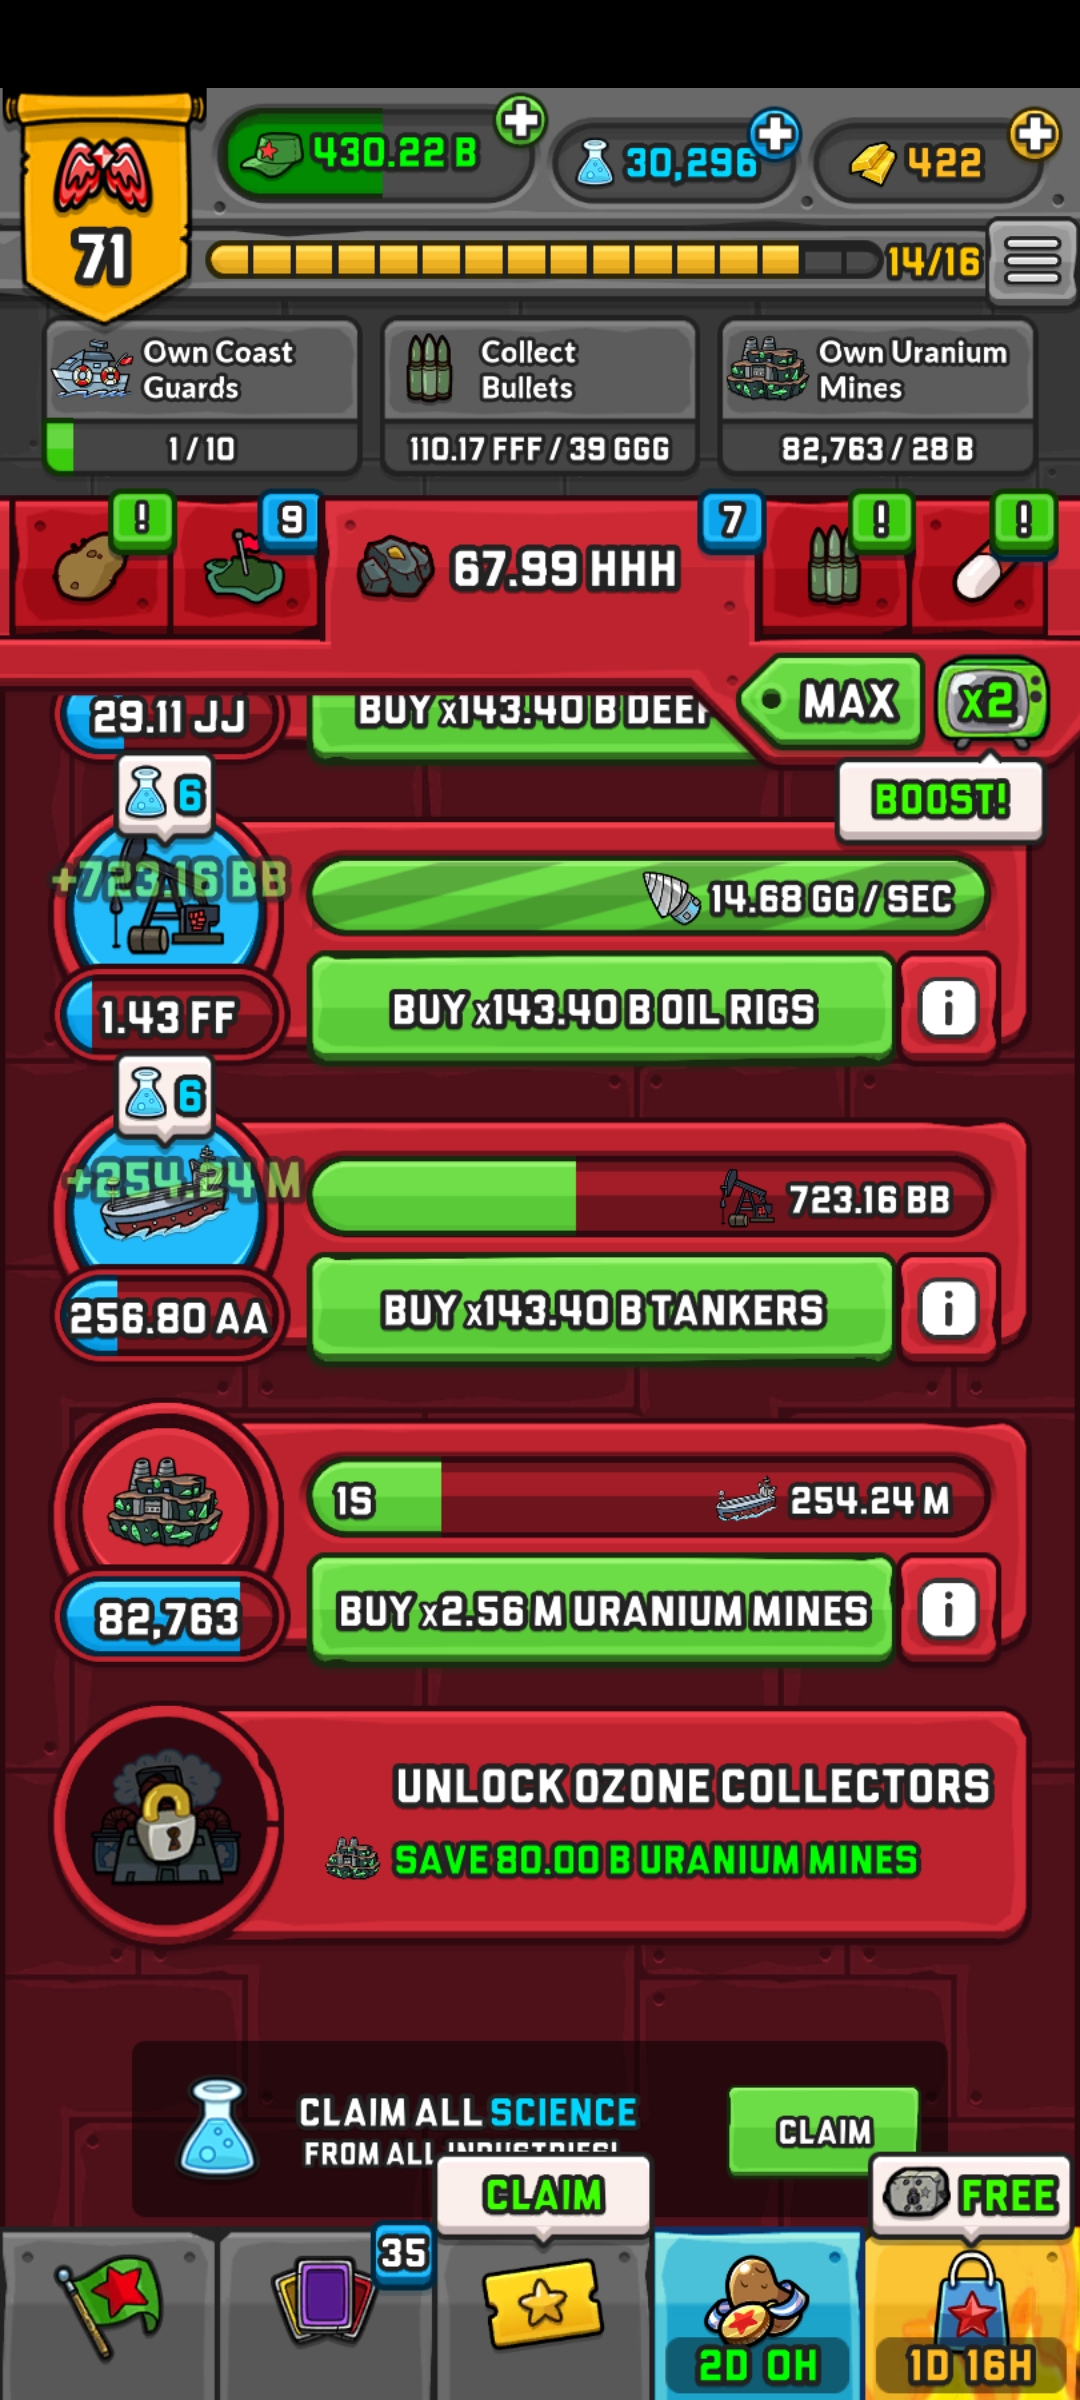 430.22 B
30,296
422
71
14/16
Own Coast
Guards
1 / 10
Collect
Bullets
110.17 FFF / 39 GGG
Own Uranium
Mines
82,763 / 28 B
!
9
67.99 HHH
7
!
!
MAX
x2
BOOST!
29.11 JJ
BUY x143.40 B
6
+723.16 BB
14.68 GG / SEC
1.43 FF
BUY x143.40 B OIL RIGS
i
6
+254.24 M
723.16 BB
256.80 AA
BUY x143.40 B TANKERS
i
1S
254.24 M
82,763
BUY x2.56 M URANIUM MINES
i
UNLOCK OZONE COLLECTORS
SAVE 80.00 B URANIUM MINES
CLAIM ALL SCIENCE
FROM ALL INDUSTRIES!
CLAIM
CLAIM
FREE
35
2D 0H
1D 16H